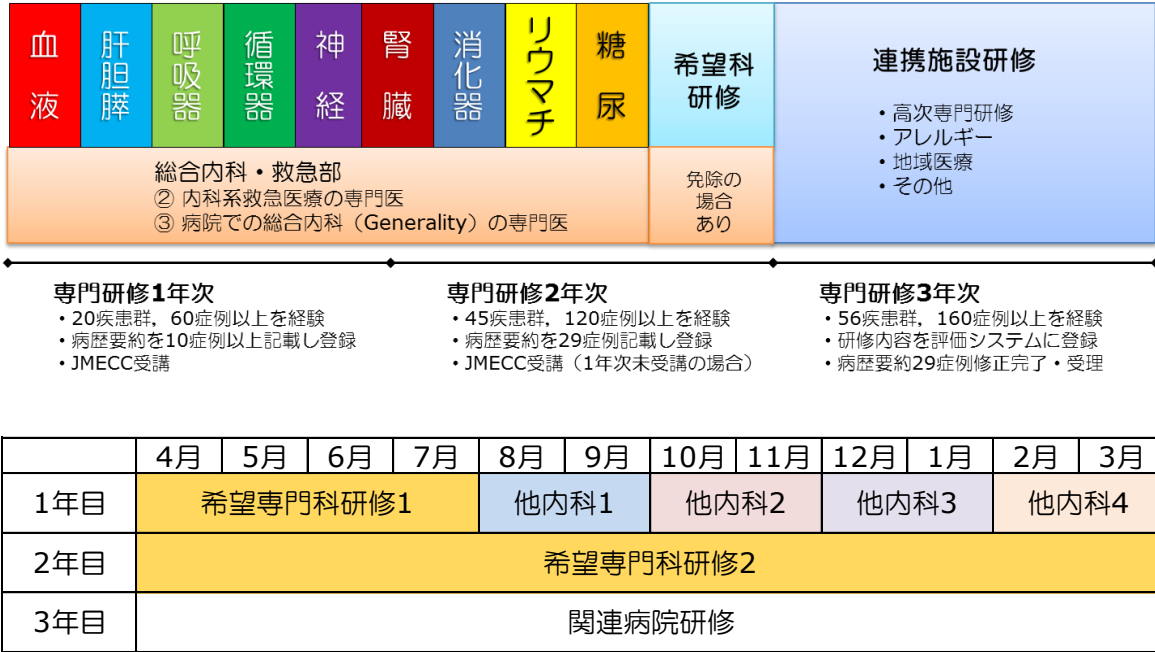 血液
肝胆膵
呼吸器
循環器
神経
腎臓
消化器
リウマチ
糖尿
希望科
研修
連携施設研修
・高次専門研修
・アレルギー
・地域医療
・その他
総合内科・救急部
② 内科系救急医療の専門医
③ 病院での総合内科（Generality）の専門医
免除の
場合
あり
専門研修1年次
・20疾患群，60症例以上を経験
・病歴要約を10症例以上記載し登録
・JMECC受講
専門研修2年次
・45疾患群，120症例以上を経験
・病歴要約を29症例記載し登録
・JMECC受講（1年次未受講の場合）
専門研修3年次
・56疾患群，160症例以上を経験
・研修内容を評価システムに登録
・病歴要約29症例修正完了・受理
4月 5月 6月 7月 8月 9月 10月 11月 12月 1月 2月 3月
1年目 希望専門科研修1 他内科1 他内科2 他内科3 他内科4
2年目 希望専門科研修2
3年目 関連病院研修